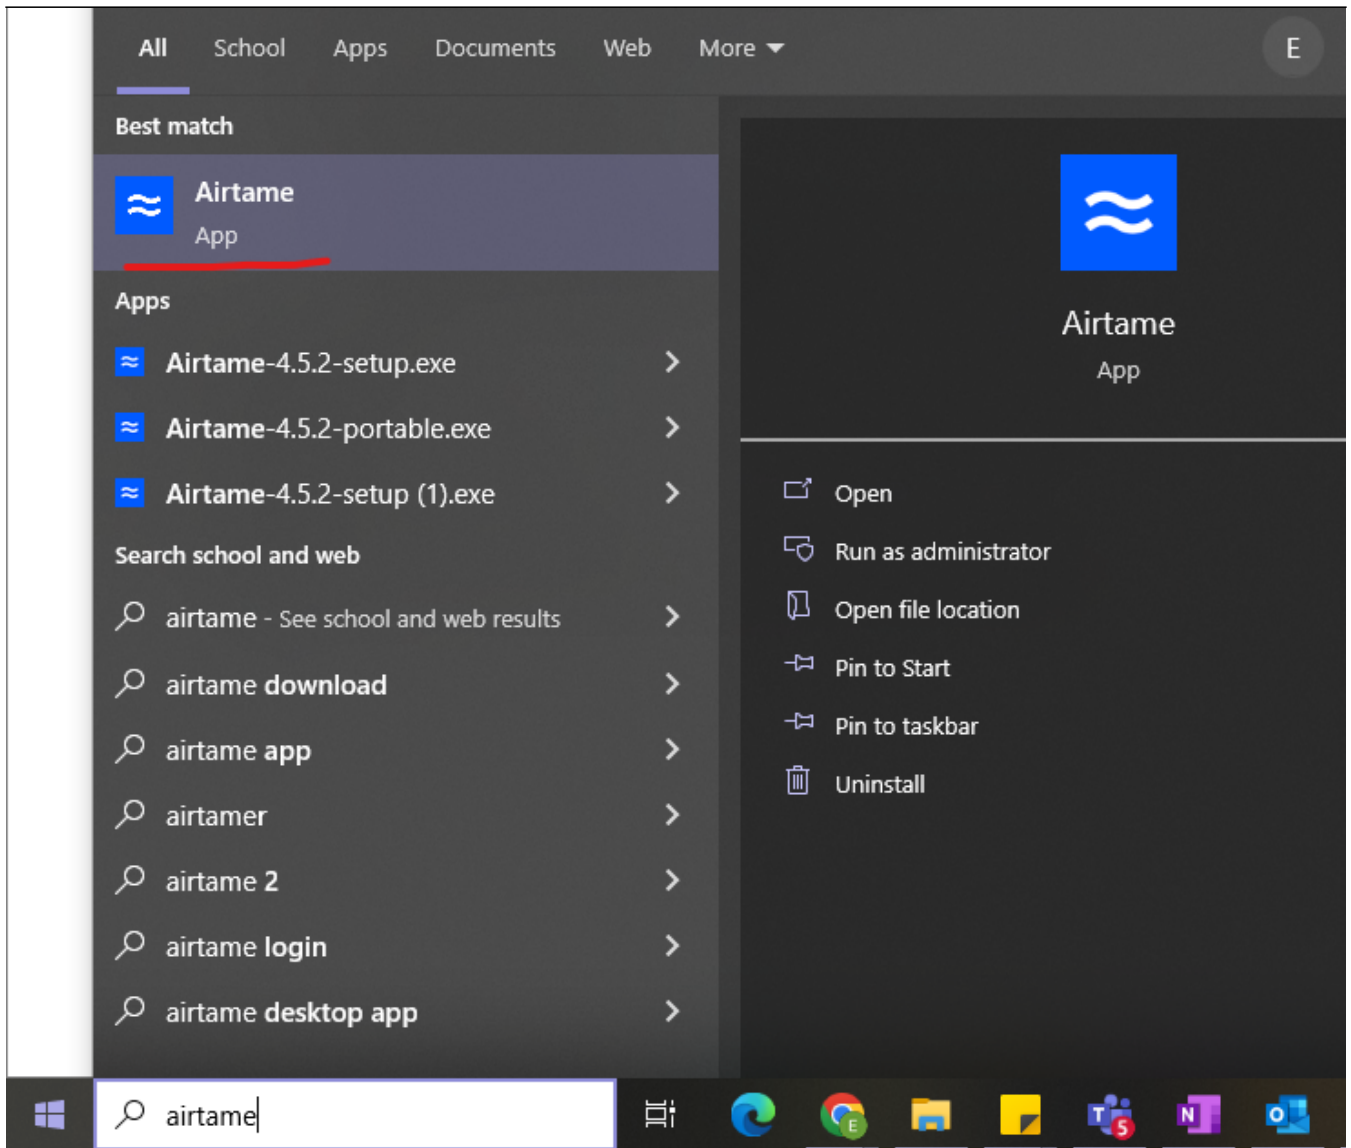 All School Apps Documents Web More E
Best match
Airtame
App
Apps
Airtame-4.5.2-setup.exe
Airtame-4.5.2-portable.exe
Airtame-4.5.2-setup (1).exe
Search school and web
airtame - See school and web results
airtame download
airtame app
airtamer
airtame 2
airtame login
airtame desktop app
Airtame
App
Open
Run as administrator
Open file location
Pin to Start
Pin to taskbar
Uninstall
airtame
E
T
5
N
O